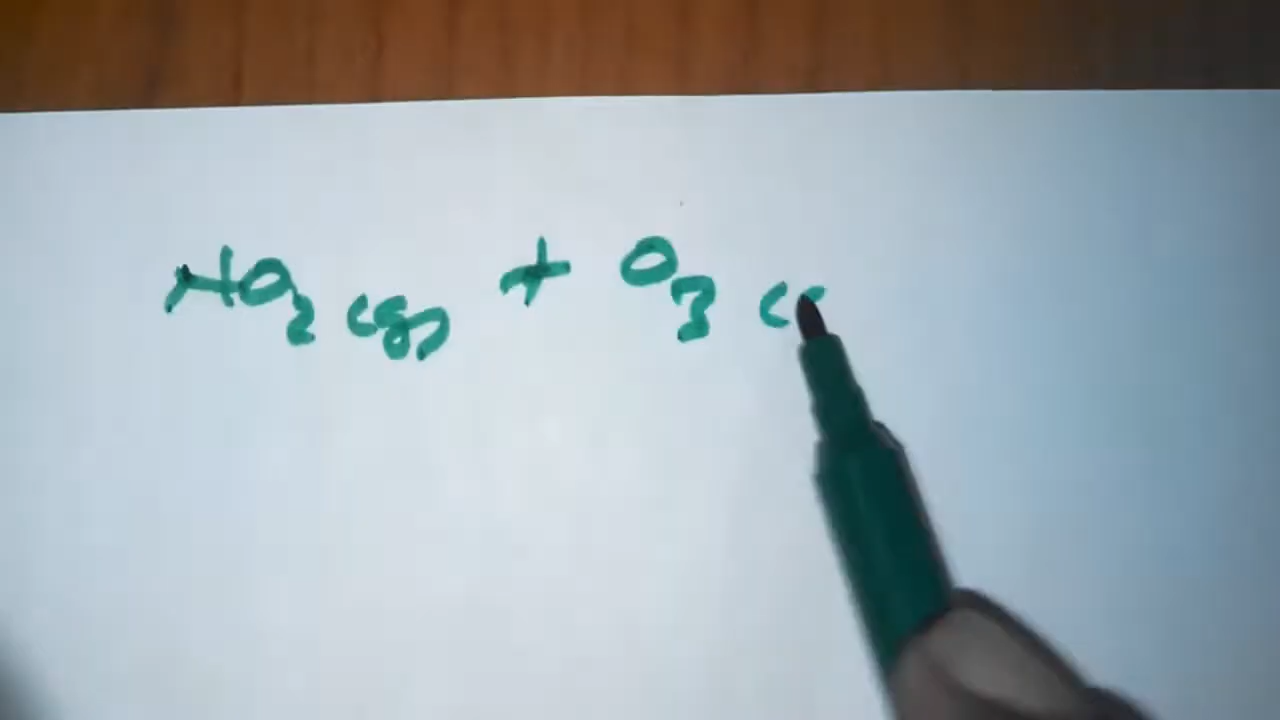 NO₂ (g) + O₃ (